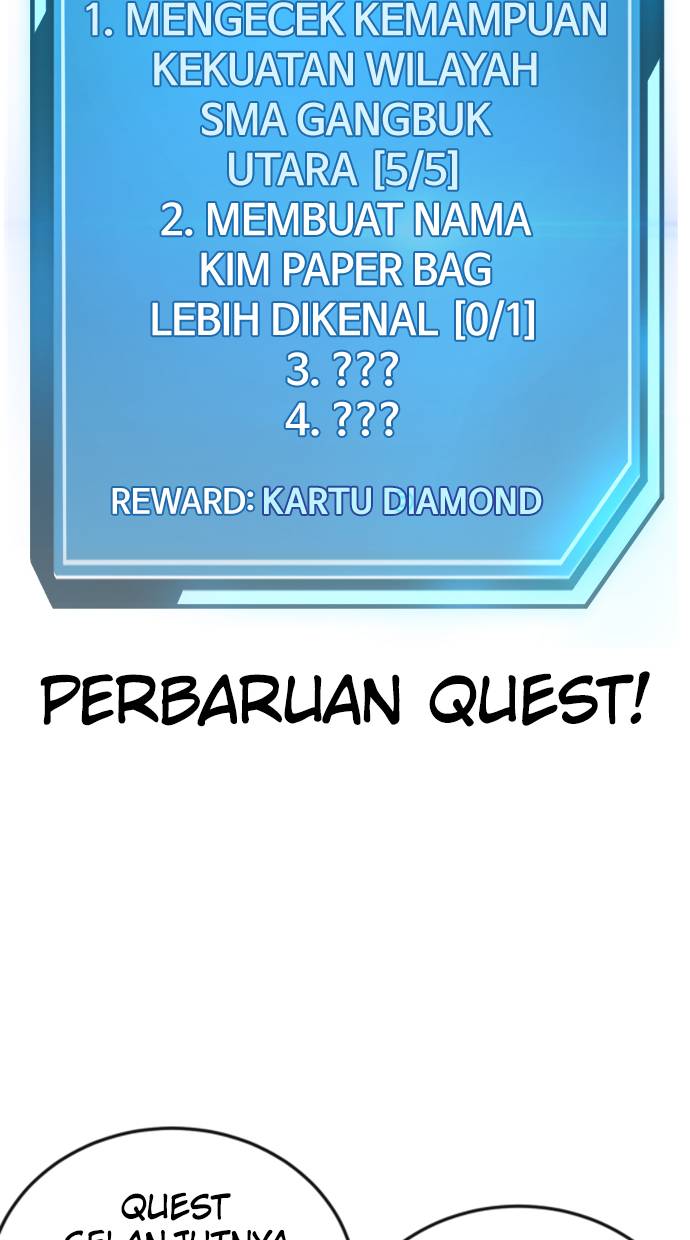 1. MENGECEK KEMAMPUAN
KEKUATAN WILAYAH
SMA GANGBUK
UTARA [5/5]
2. MEMBUAT NAMA
KIM PAPER BAG
LEBIH DIKENAL [0/1]
3. ???
4. ???
REWARD: KARTU DIAMOND
PERBARUAN QUEST!
QUEST
SELANJUTNYA